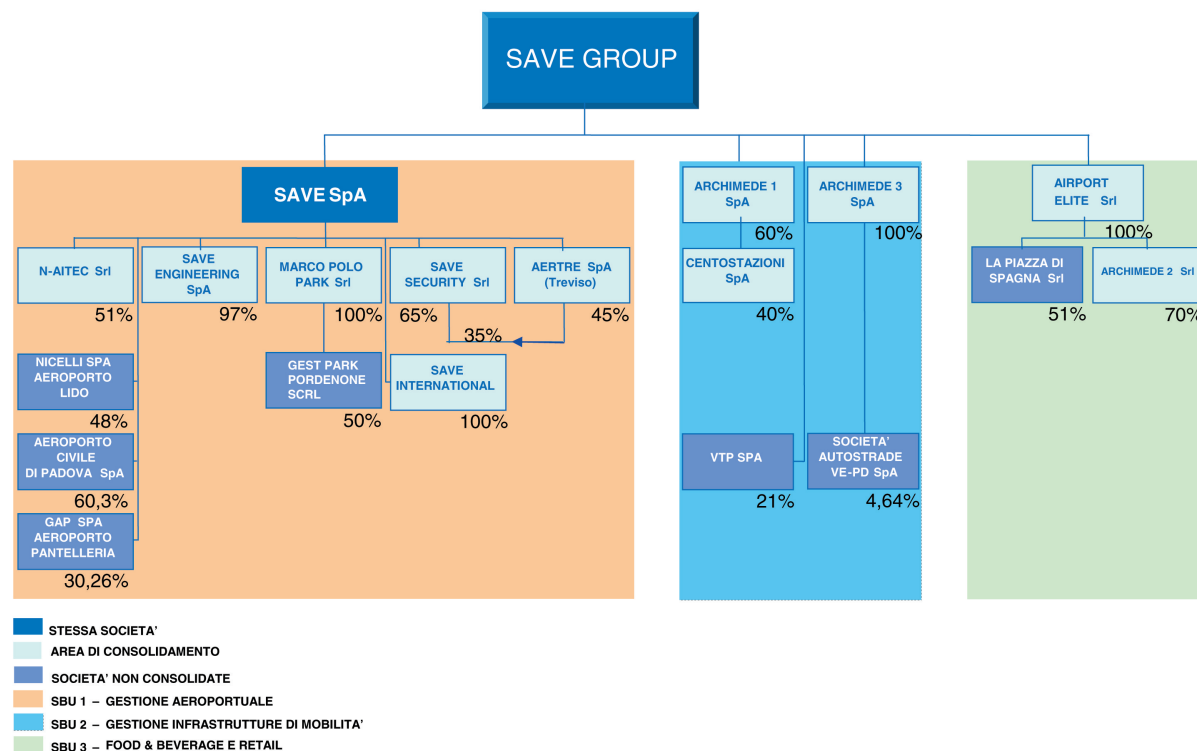 SAVE GROUP
SAVE SpA
N-AITEC Srl
51%
SAVE
ENGINEERING
SpA
97%
MARCO POLO
PARK Srl
100%
SAVE
SECURITY Srl
65%
35%
AERTRE SpA
(Treviso)
45%
NICELLI SPA
AEROPORTO
LIDO
48%
GEST PARK
PORDENONE
SCRL
50%
SAVE
INTERNATIONAL
100%
AEROPORTO
CIVILE
DI PADOVA SpA
60,3%
GAP SPA
AEROPORTO
PANTELLERIA
30,26%
ARCHIMEDE 1
SpA
60%
ARCHIMEDE 3
SpA
100%
CENTOSTAZIONI
SpA
40%
VTP SPA
21%
SOCIETA'
AUTOSTRADE
VE-PD SpA
4,64%
AIRPORT
ELITE Srl
100%
LA PIAZZA DI
SPAGNA Srl
51%
ARCHIMEDE 2 Srl
70%
STESSA SOCIETA'
AREA DI CONSOLIDAMENTO
SOCIETA' NON CONSOLIDATE
SBU 1 – GESTIONE AEROPORTUALE
SBU 2 – GESTIONE INFRASTRUTTURE DI MOBILITA'
SBU 3 – FOOD & BEVERAGE E RETAIL